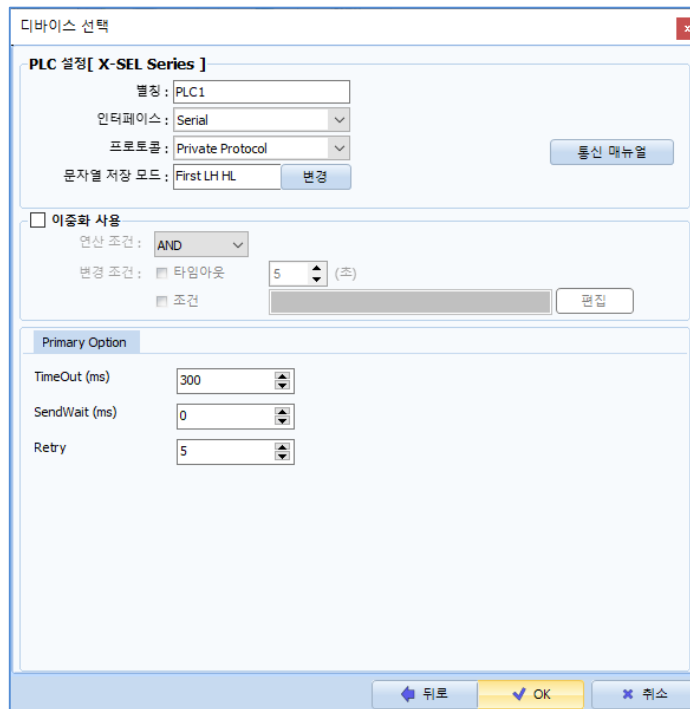 디바이스 선택
PLC 설정[ X-SEL Series ]
별칭 : PLC1
인터페이스 : Serial
프로토콜 : Private Protocol
통신 매뉴얼
문자열 저장 모드 : First LH HL 변경
이중화 사용
연산 조건 : AND
변경 조건 : 타임아웃 5 (초)
조건 편집
Primary Option
TimeOut (ms) 300
SendWait (ms) 0
Retry 5
뒤로 OK 취소